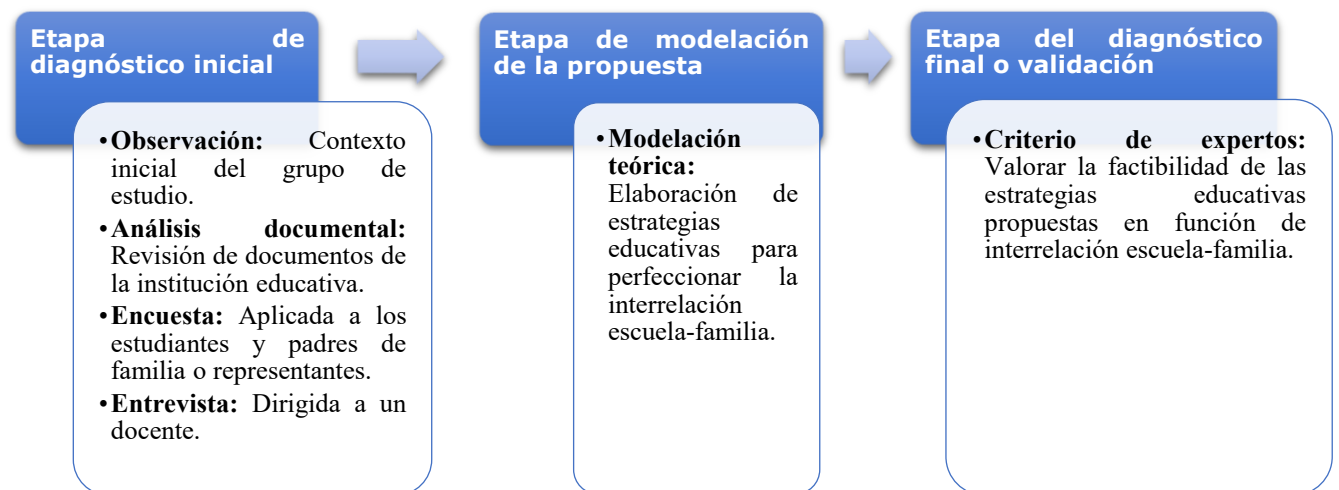 Etapa de
diagnóstico inicial
•Observación: Contexto
inicial del grupo de
estudio.
•Análisis documental:
Revisión de documentos de
la institución educativa.
•Encuesta: Aplicada a los
estudiantes y padres de
familia o representantes.
•Entrevista: Dirigida a un
docente.
Etapa de modelación
de la propuesta
•Modelación
teórica:
Elaboración de
estrategias
educativas para
perfeccionar la
interrelación
escuela-familia.
Etapa del diagnóstico
final o validación
•Criterio de expertos:
Valorar la factibilidad de las
estrategias educativas
propuestas en función de
interrelación escuela-familia.